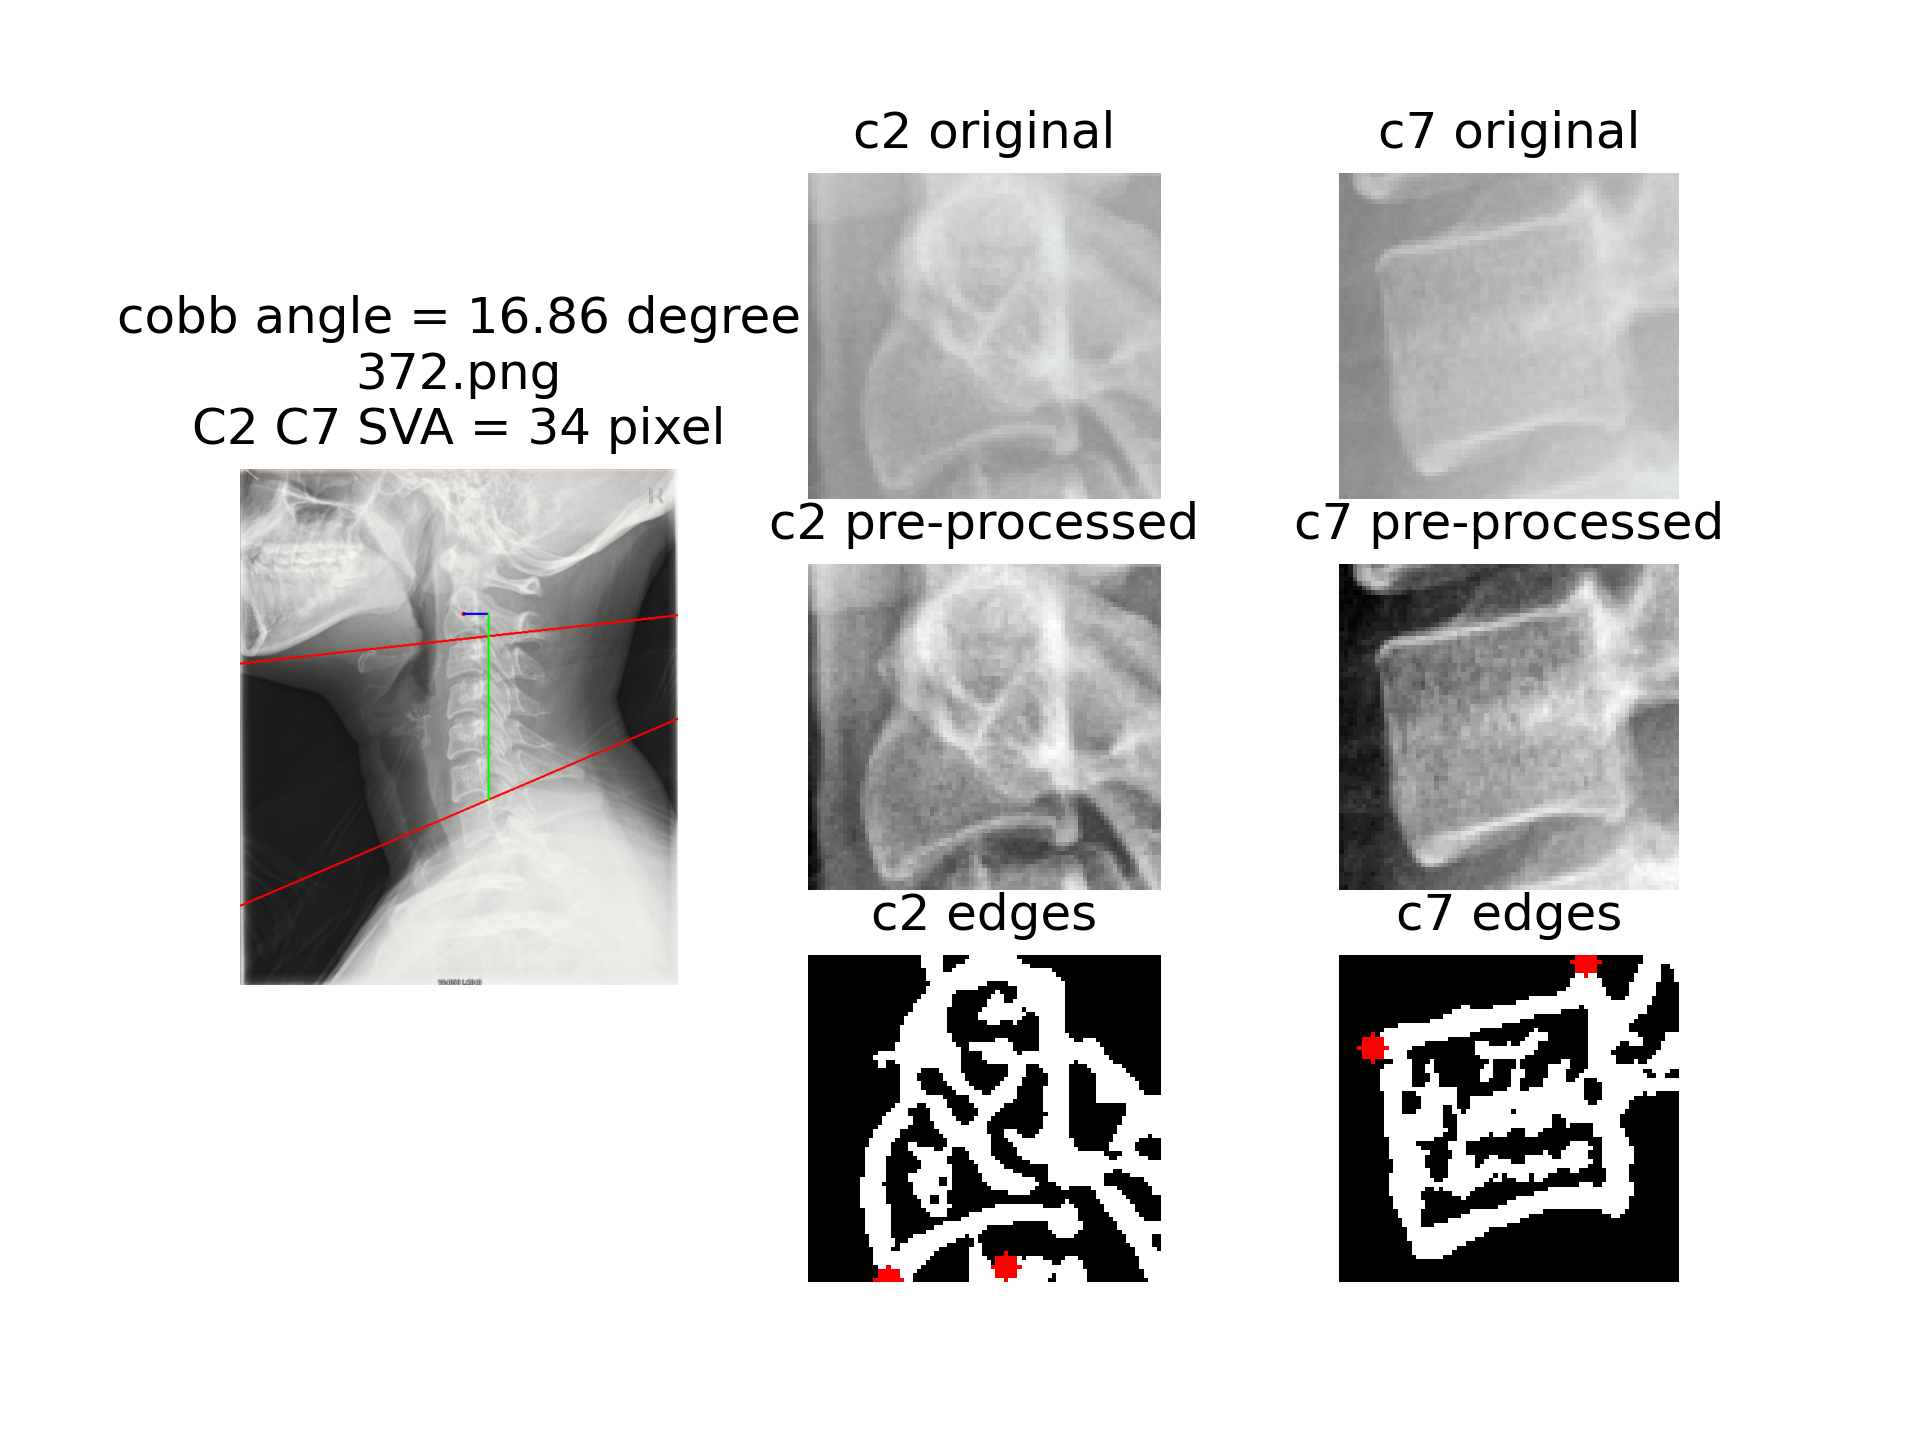 cobb angle = 16.86 degree
372.png
C2 C7 SVA = 34 pixel
R
c2 original
c7 original
c2 pre-processed
c7 pre-processed
c2 edges
c7 edges